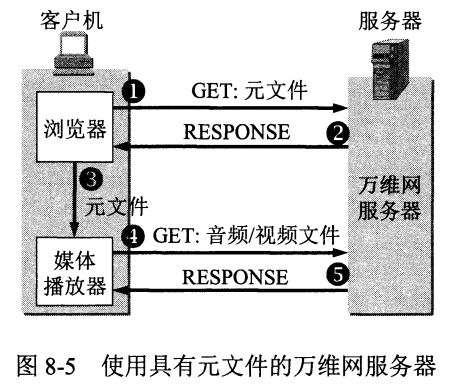 客户机
服务器
❶
GET: 元文件
浏览器
RESPONSE
❷
❸
元文件
万维网
服务器
❹
GET: 音频/视频文件
媒体
播放器
RESPONSE
❺
图 8-5 使用具有元文件的万维网服务器